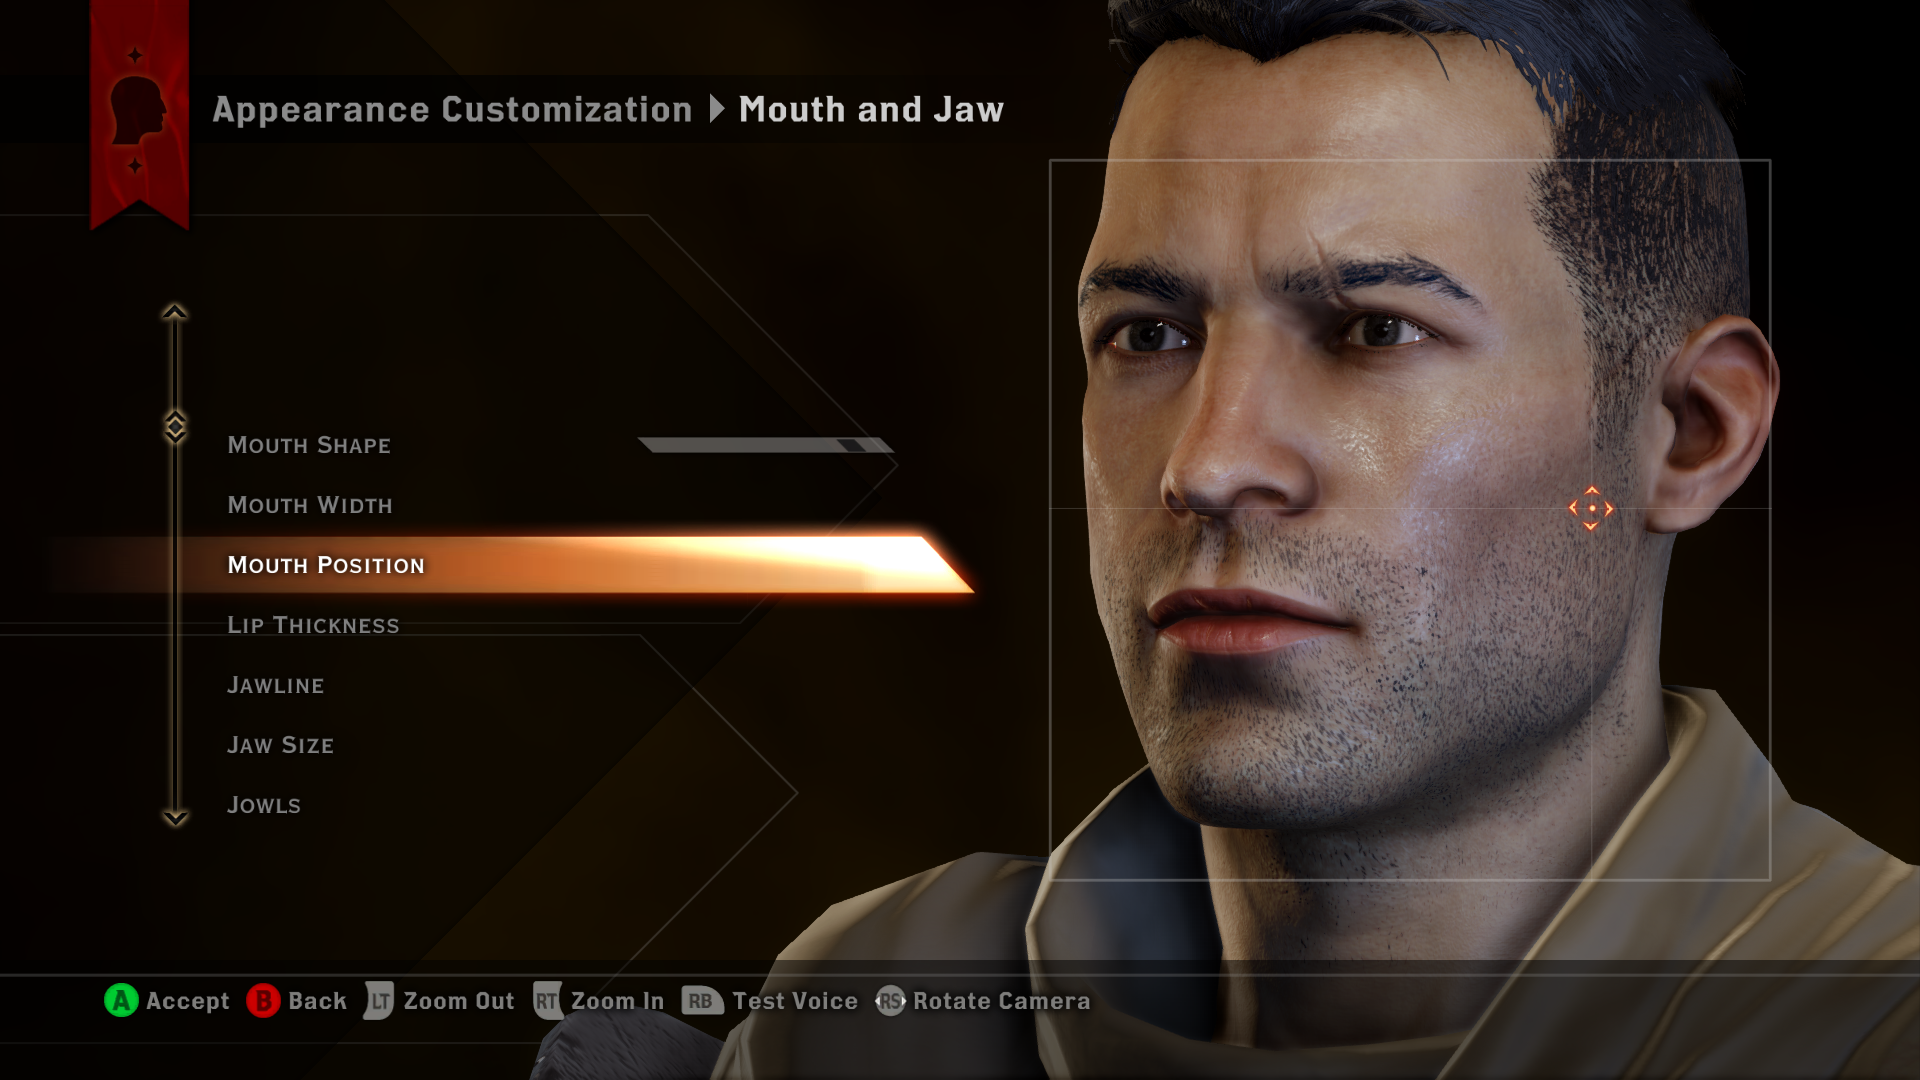 Appearance Customization ▶ Mouth and Jaw
Mouth Shape
Mouth Width
Mouth Position
Lip Thickness
Jawline
Jaw Size
Jowls
A Accept B Back LT Zoom Out RT Zoom In RB Test Voice RS Rotate Camera